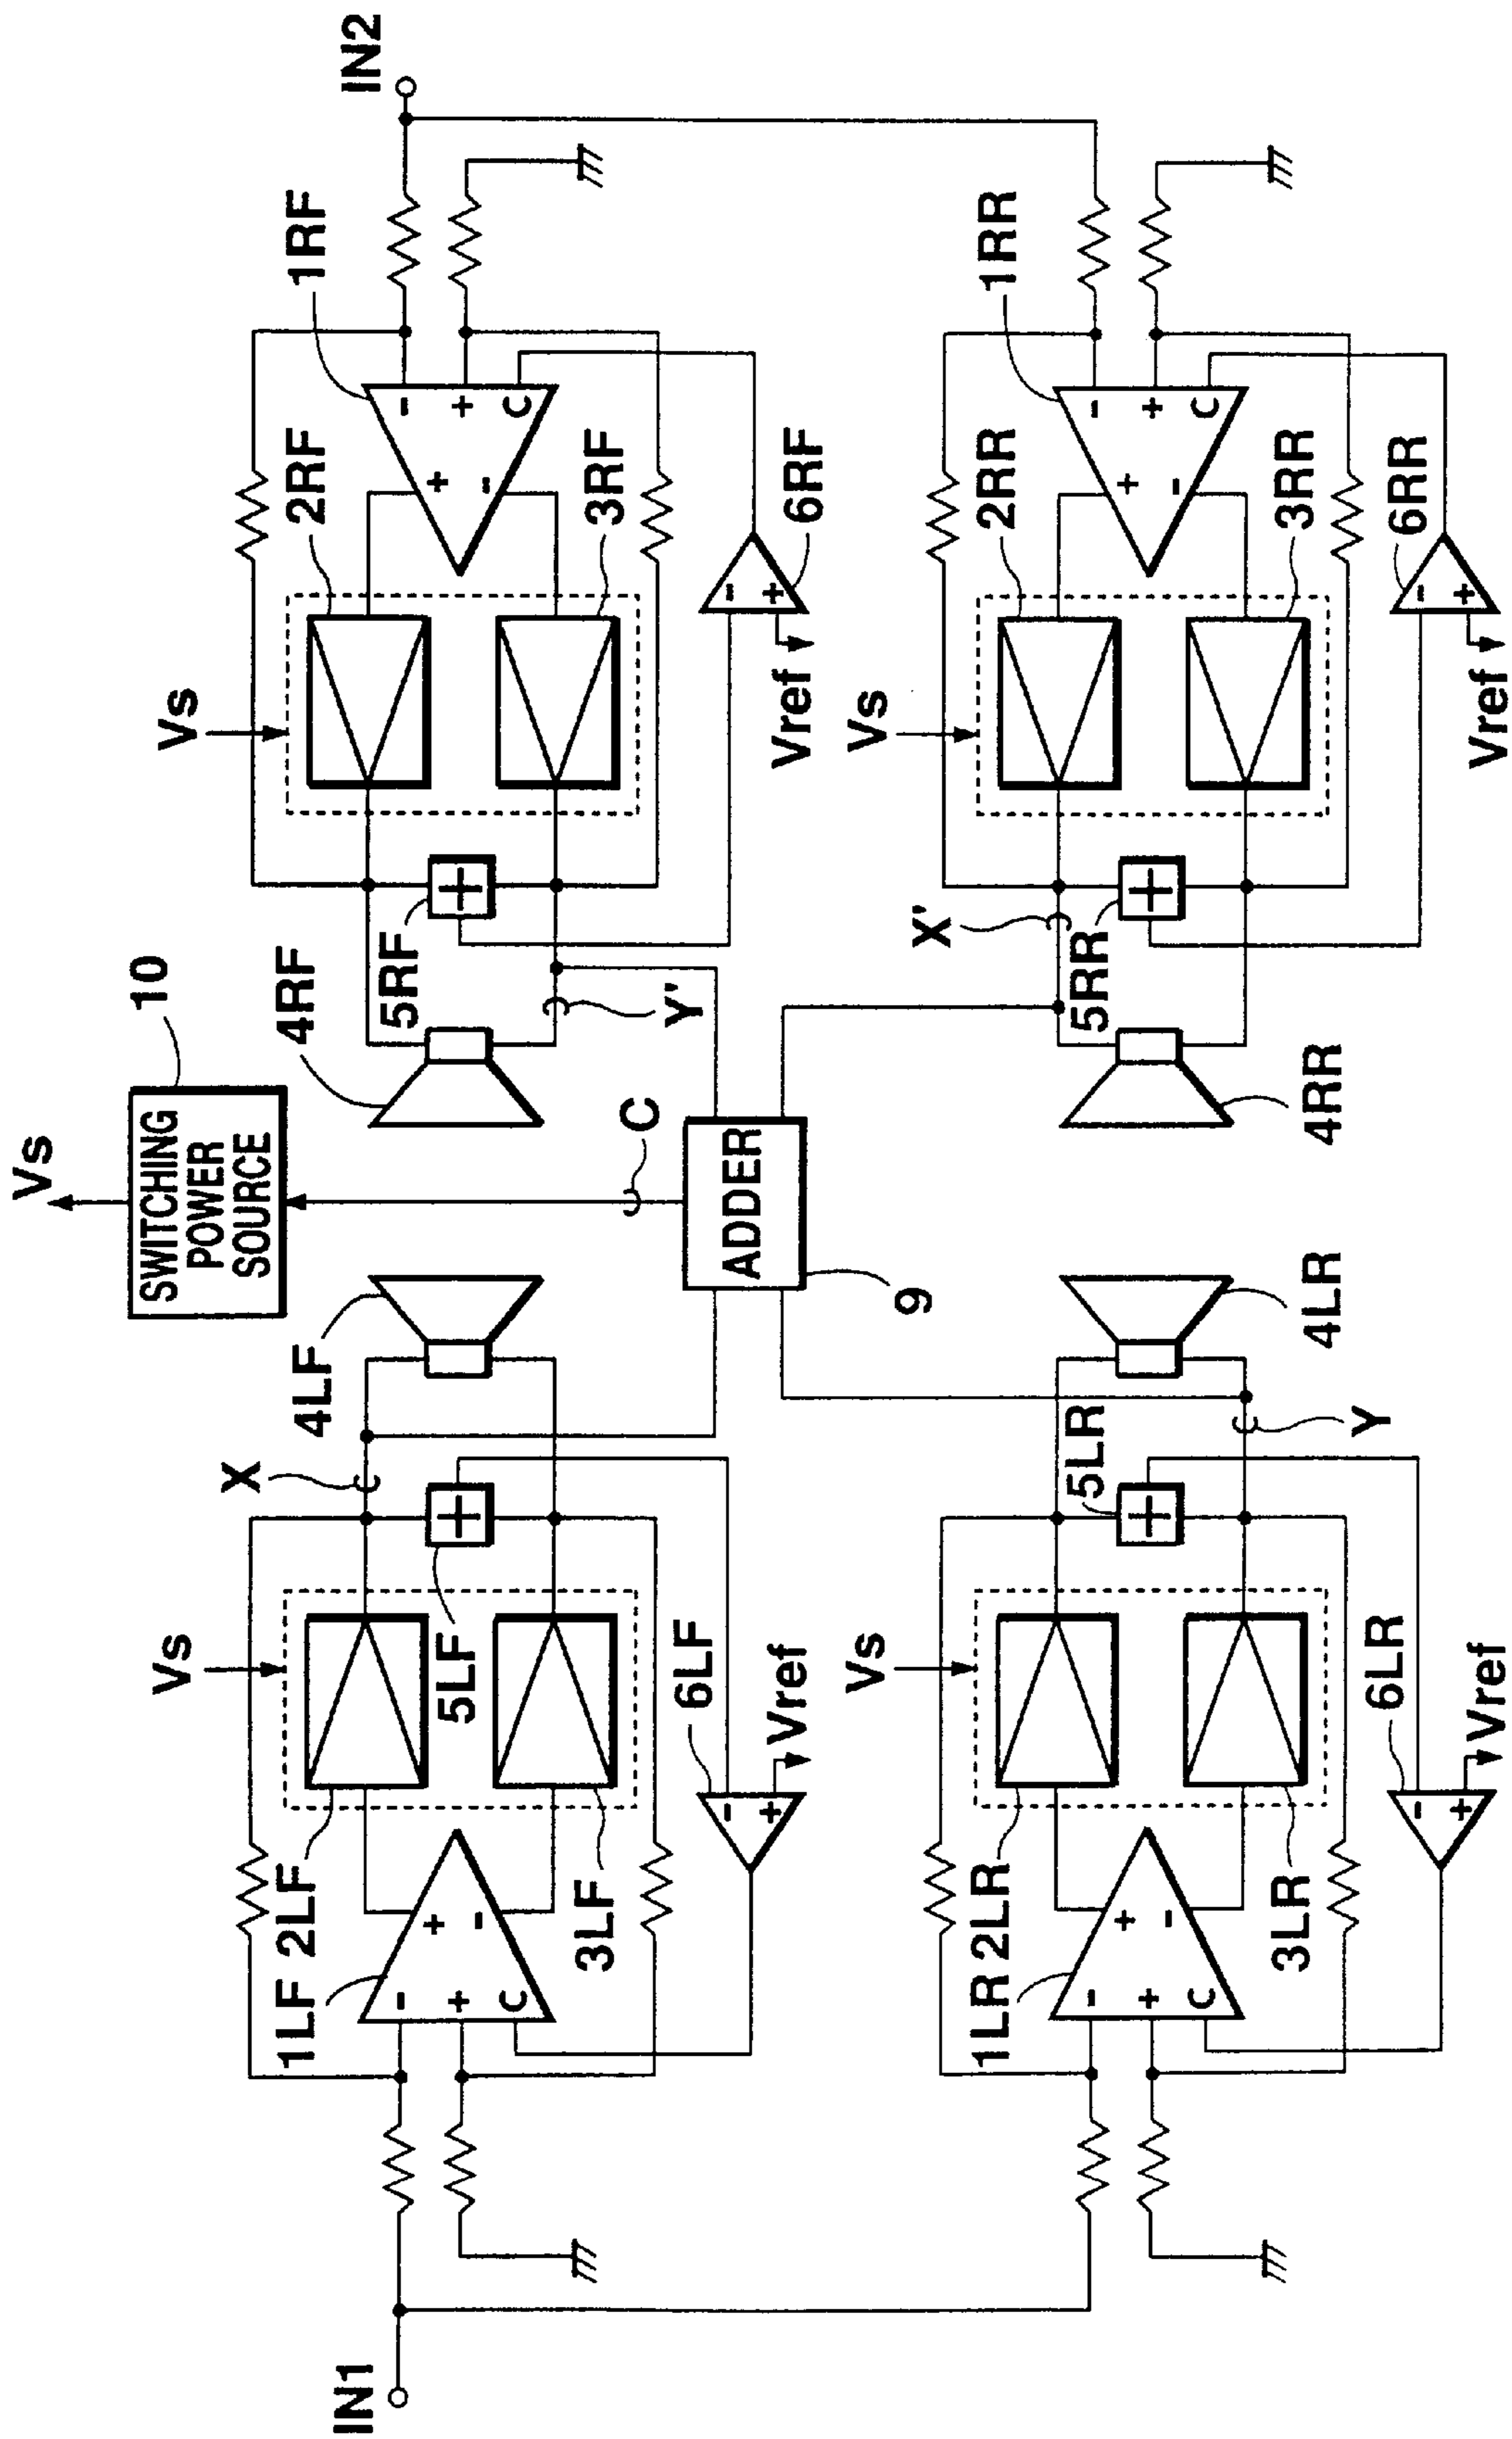 Vs
SWITCHING
POWER
SOURCE
10
IN1
1LF
2LF
3LF
Vs
X
5LF
4LF
6LF
Vref
C
ADDER
9
4RF
5RF
Y'
Vs
2RF
3RF
1RF
IN2
6RF
Vref
- + C
+ -
- +
- + C
+ -
- +
+
+
1LR
2LR
3LR
Vs
5LR
Y
4LR
6LR
Vref
4RR
X'
5RR
Vs
2RR
3RR
1RR
6RR
Vref
- + C
+ -
- +
- + C
+ -
- +
+
+